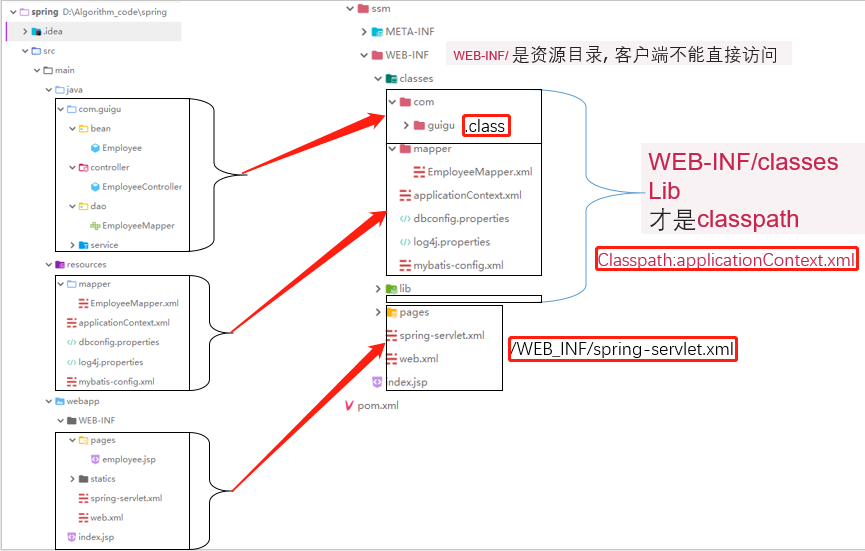 spring D:\Algorithm_code\spring
.idea
src
main
java
com.guigu
bean
Employee
controller
EmployeeController
dao
EmployeeMapper
service
resources
mapper
EmployeeMapper.xml
applicationContext.xml
dbconfig.properties
log4j.properties
mybatis-config.xml
webapp
WEB-INF
pages
employee.jsp
statics
spring-servlet.xml
web.xml
index.jsp
ssm
META-INF
WEB-INF
WEB-INF/ 是资源目录, 客户端不能直接访问
classes
com
guigu .class
mapper
EmployeeMapper.xml
applicationContext.xml
dbconfig.properties
log4j.properties
mybatis-config.xml
lib
pages
spring-servlet.xml
/WEB_INF/spring-servlet.xml
web.xml
index.jsp
pom.xml
WEB-INF/classes
Lib
才是classpath
Classpath:applicationContext.xml